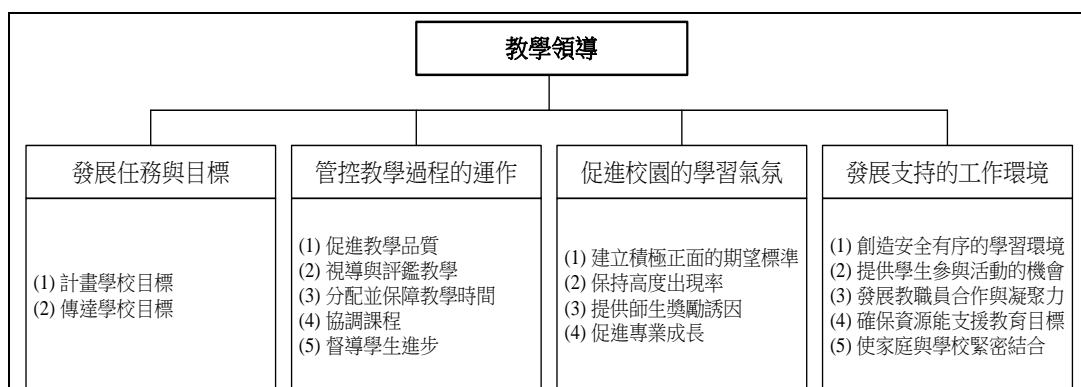 教學領導
發展任務與目標
(1) 計畫學校目標
(2) 傳達學校目標
管控教學過程的運作
(1) 促進教學品質
(2) 視導與評鑑教學
(3) 分配並保障教學時間
(4) 協調課程
(5) 督導學生進步
促進校園的學習氣氛
(1) 建立積極正面的期望標準
(2) 保持高度出現率
(3) 提供師生獎勵誘因
(4) 促進專業成長
發展支持的工作環境
(1) 創造安全有序的學習環境
(2) 提供學生參與活動的機會
(3) 發展教職員合作與凝聚力
(4) 確保資源能支援教育目標
(5) 使家庭與學校緊密結合